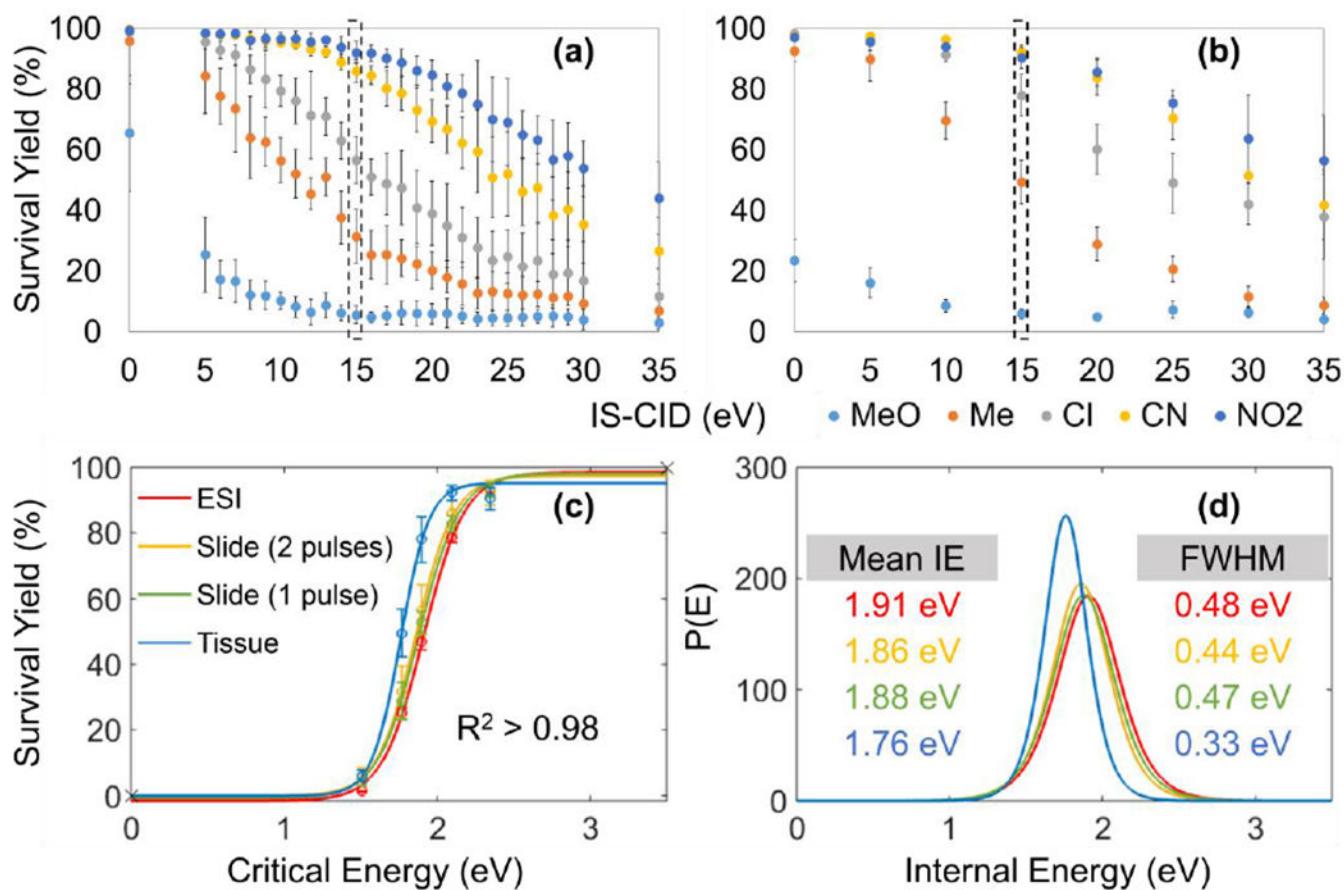 (a)
(b)
Survival Yield (%)
100
80
60
40
20
0
100
80
60
40
20
0
0 5 10 15 20 25 30 35
0 5 10 15 20 25 30 35
IS-CID (eV)
MeO Me Cl CN NO2
(c)
(d)
Survival Yield (%)
100
80
60
40
20
0
ESI
Slide (2 pulses)
Slide (1 pulse)
Tissue
R² > 0.98
0 1 2 3
Critical Energy (eV)
P(E)
300
200
100
0
Mean IE FWHM
1.91 eV 0.48 eV
1.86 eV 0.44 eV
1.88 eV 0.47 eV
1.76 eV 0.33 eV
0 1 2 3
Internal Energy (eV)